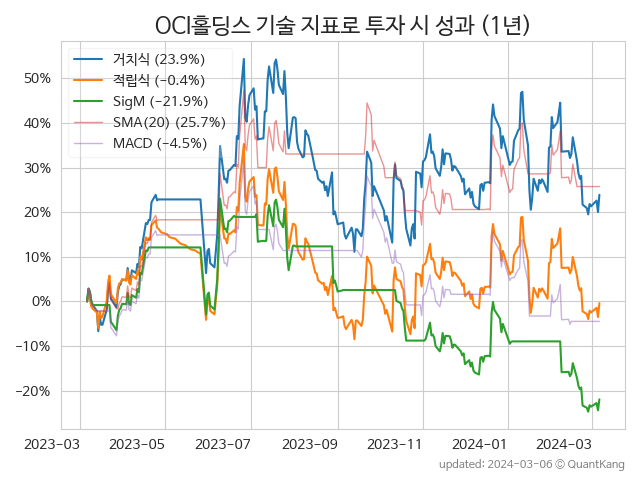 OCI홀딩스 기술 지표로 투자 시 성과 (1년)
거치식 (23.9%)
적립식 (−0.4%)
SigM (−21.9%)
SMA(20) (25.7%)
MACD (−4.5%)
50%
40%
30%
20%
10%
0%
−10%
−20%
2023−03 2023−05 2023−07 2023−09 2023−11 2024−01 2024−03
updated: 2024−03−06 ⓒ QuantKang